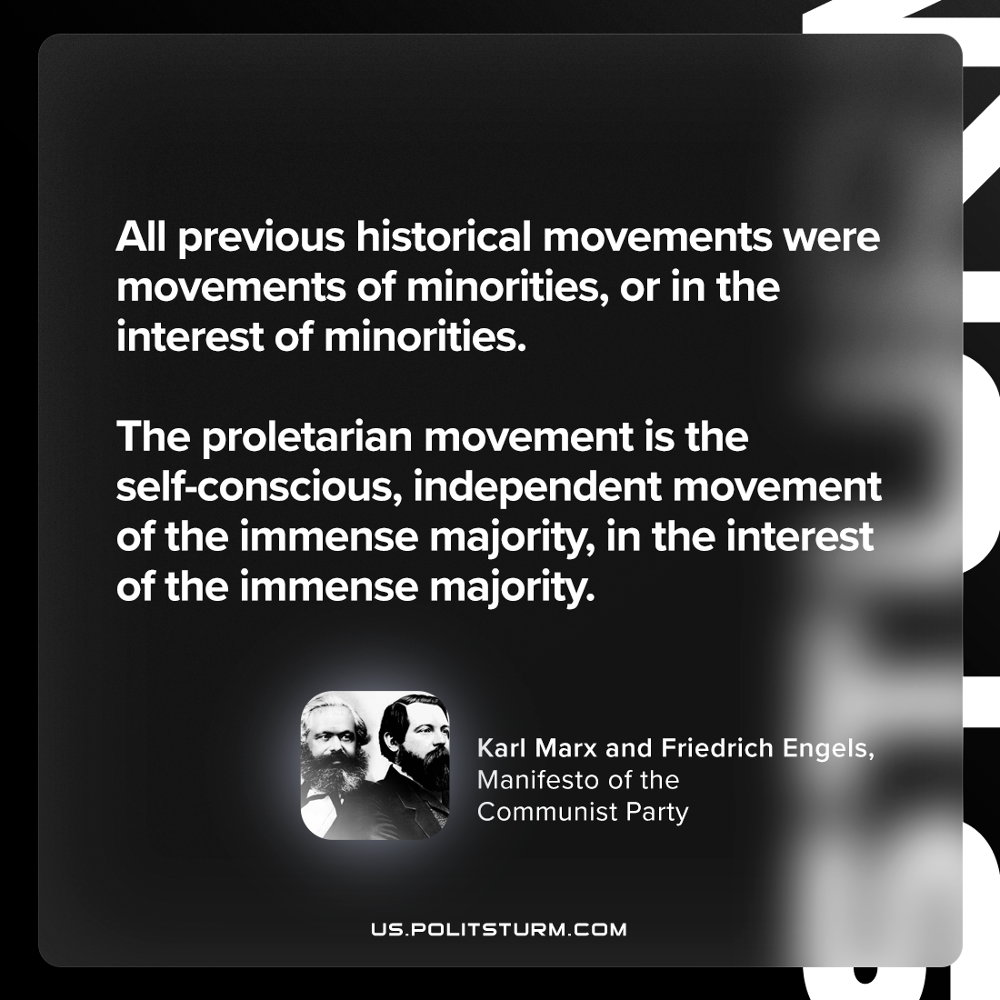 All previous historical movements were
movements of minorities, or in the
interest of minorities.
The proletarian movement is the
self-conscious, independent movement
of the immense majority, in the interest
of the immense majority.
Karl Marx and Friedrich Engels,
Manifesto of the
Communist Party
US.POLITSTURM.COM